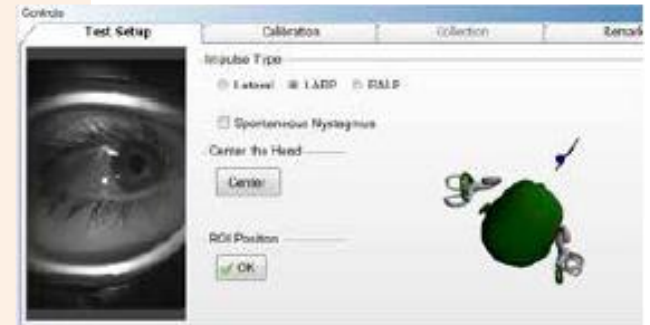 Controls
Test Setup Calibration Collection Remark
Impulse Type
Lateral LARP RALP
Spontaneous Nystagmus
Center the Head
Center
ROI Position
OK